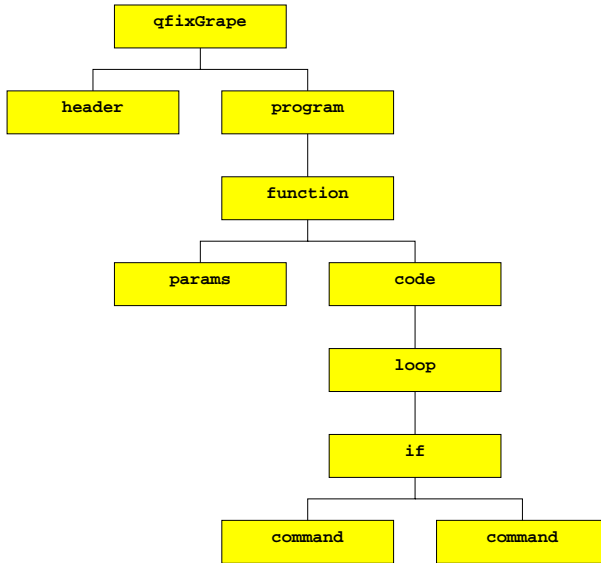 qfixGrape
header
program
function
params
code
loop
if
command
command